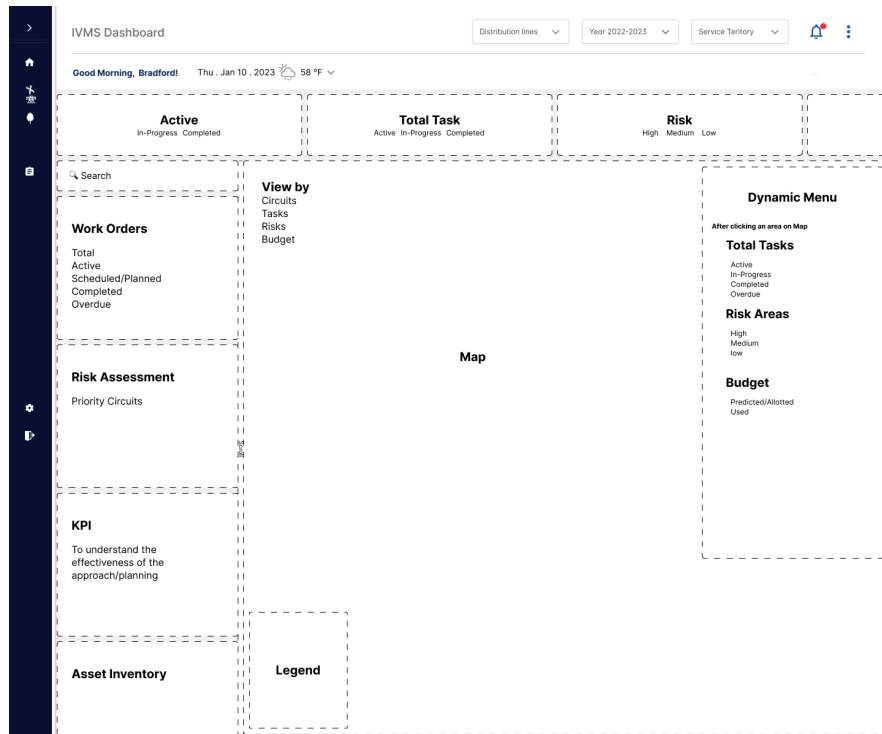 IVMS Dashboard
Distribution lines
Year 2022-2023
Service Teritory
Good Morning, Bradford!
Thu . Jan 10 . 2023
58 °F
Active
In-Progress Completed
Total Task
Active In-Progress Completed
Risk
High Medium Low
Search
Work Orders
Total
Active
Scheduled/Planned
Completed
Overdue
Risk Assessment
Priority Circuits
KPI
To understand the
effectiveness of the
approach/planning
Asset Inventory
View by
Circuits
Tasks
Risks
Budget
Map
Legend
Dynamic Menu
After clicking an area on Map
Total Tasks
Active
In-Progress
Completed
Overdue
Risk Areas
High
Medium
low
Budget
Predicted/Allotted
Used